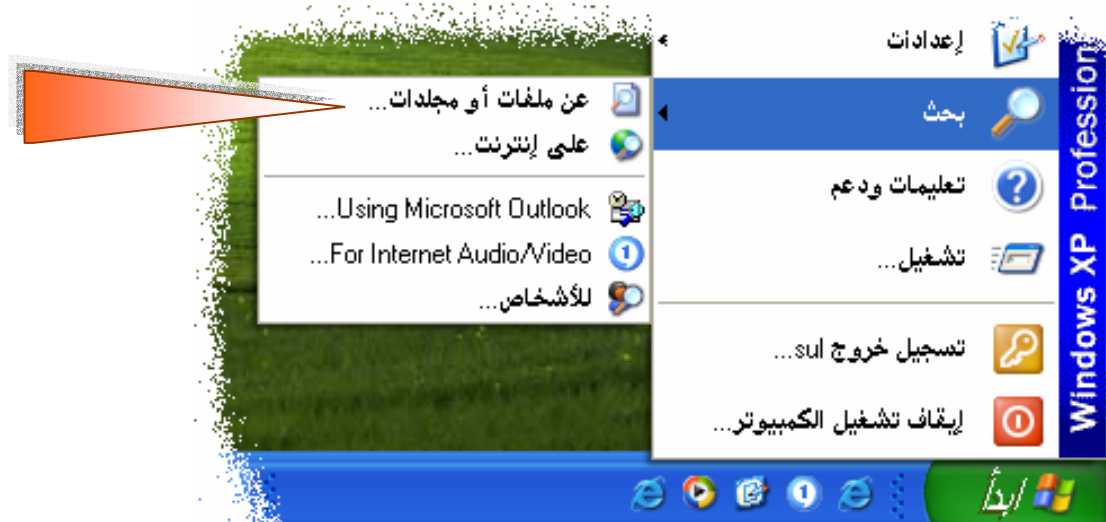 إعدادات
بحث
تعليمات ودعم
تشغيل...
تسجيل خروج sul...
إيقاف تشغيل الكمبيوتر...
عن ملفات أو مجلدات...
على إنترنت...
Using Microsoft Outlook...
For Internet Audio/Video...
للأشخاص...
Windows XP Profession
ابدأ